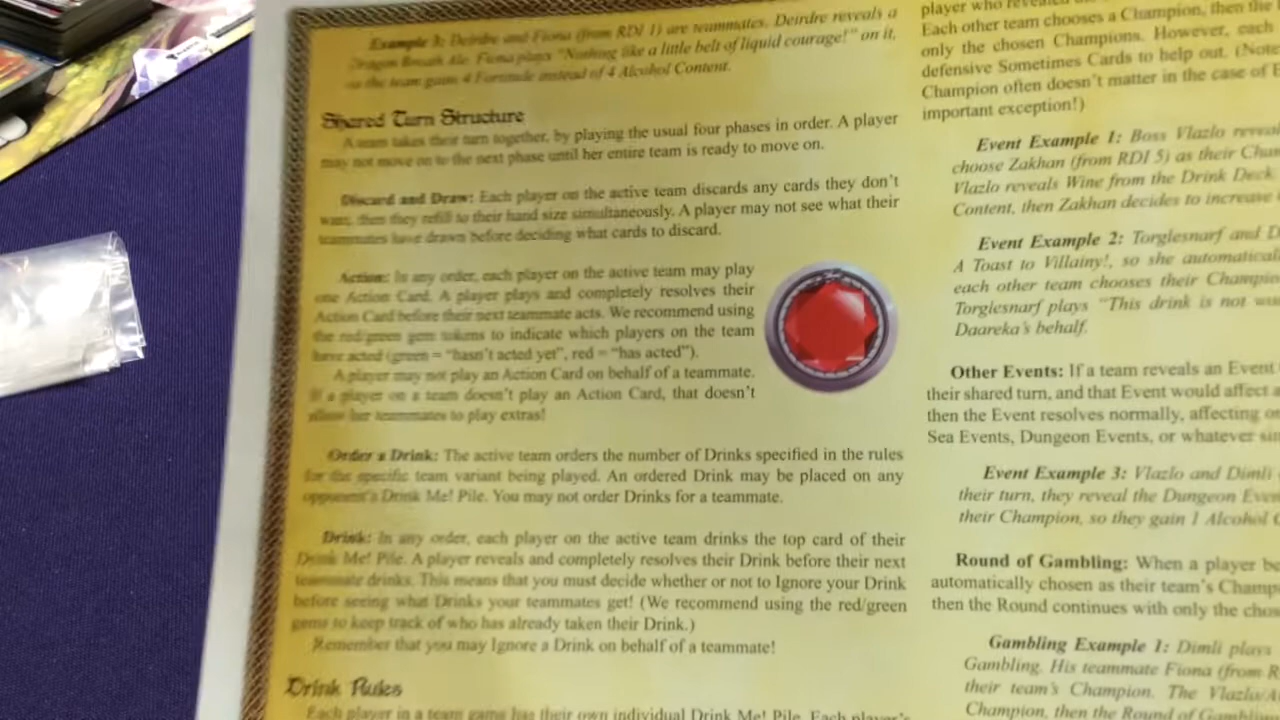 Example 3: Deirdre and Fiona (from RDI 1) are teammates. Deirdre reveals a
Dragon Breath Ale. Fiona plays "Nothing like a little belt of liquid courage!" on it,
so the team gains 4 Fortitude instead of 4 Alcohol Content.
Shared Turn Structure
A team takes their turn together, by playing the usual four phases in order. A player
may not move on to the next phase until her entire team is ready to move on.
Discard and Draw: Each player on the active team discards any cards they don't
want, then they refill to their hand size simultaneously. A player may not see what their
teammates have drawn before deciding what cards to discard.
Action: In any order, each player on the active team may play
one Action Card. A player plays and completely resolves their
Action Card before their next teammate acts. We recommend using
the red/green gem tokens to indicate which players on the team
have acted (green = "hasn't acted yet", red = "has acted").
A player may not play an Action Card on behalf of a teammate.
If a player on a team doesn't play an Action Card, that doesn't
allow her teammates to play extras!
Order a Drink: The active team orders the number of Drinks specified in the rules
for the specific team variant being played. An ordered Drink may be placed on any
opponent's Drink Me! Pile. You may not order Drinks for a teammate.
Drink: In any order, each player on the active team drinks the top card of their
Drink Me! Pile. A player reveals and completely resolves their Drink before their next
teammate drinks. This means that you must decide whether or not to Ignore your Drink
before seeing what Drinks your teammates get! (We recommend using the red/green
gems to keep track of who has already taken their Drink.)
Remember that you may Ignore a Drink on behalf of a teammate!
Drink Rules
Each player in a team game has their own individual Drink Me! Pile. Each player's
player who revealed
Each other team chooses a Champion, then the
only the chosen Champions. However, each
defensive Sometimes Cards to help out. (Note
Champion often doesn't matter in the case of
important exception!)
Event Example 1: Boss Vlazlo
choose Zakhan (from RDI 5) as their
Vlazlo reveals Wine from the Drink Deck
Content, then Zakhan decides to increase
Event Example 2: Torglesnarf and
A Toast to Villainy!, so she
each other team chooses their
Torglesnarf plays "This drink is not
Daareka's behalf.
Other Events: If a team reveals an Event
their shared turn, and that Event would affect
then the Event resolves normally, affecting
Sea Events, Dungeon Events, or whatever
Event Example 3: Vlazlo and Dimli
their turn, they reveal the Dungeon
their Champion, so they gain 1 Alcohol
Round of Gambling: When a player
automatically chosen as their team's
then the Round continues with only the
Gambling Example 1: Dimli plays
Gambling. His teammate Fiona (from
their team's Champion. The
Champion, then the Round of